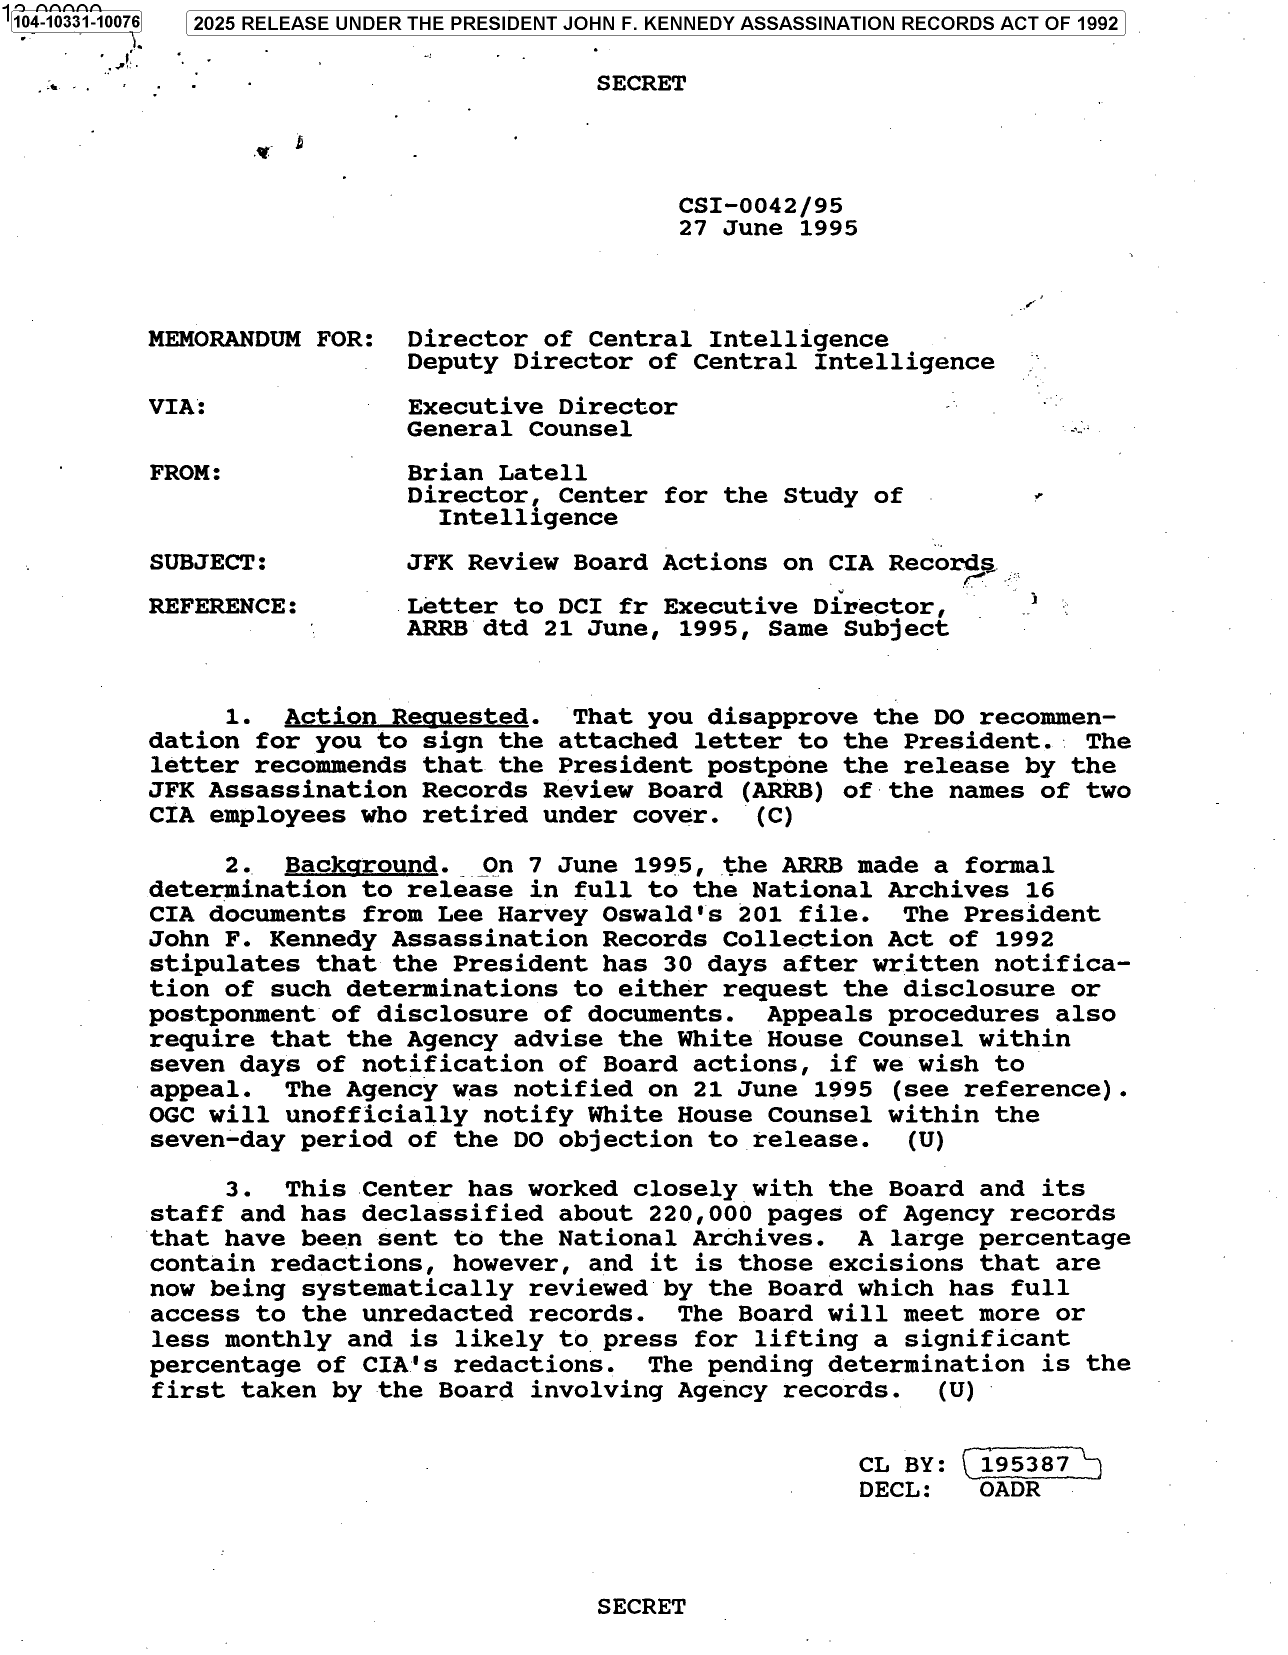 104-10331-10076
2025 RELEASE UNDER THE PRESIDENT JOHN F. KENNEDY ASSASSINATION RECORDS ACT OF 1992
SECRET
CSI-0042/95
27 June 1995
MEMORANDUM FOR: Director of Central Intelligence
Deputy Director of Central Intelligence
VIA: Executive Director
General Counsel
FROM: Brian Latell
Director, Center for the Study of
Intelligence
SUBJECT: JFK Review Board Actions on CIA Records
REFERENCE: Letter to DCI fr Executive Director,
ARRB dtd 21 June, 1995, Same Subject
1. Action Requested. That you disapprove the DO recommen-
dation for you to sign the attached letter to the President. The
letter recommends that the President postpone the release by the
JFK Assassination Records Review Board (ARRB) of the names of two
CIA employees who retired under cover. (C)
2. Background. On 7 June 1995, the ARRB made a formal
determination to release in full to the National Archives 16
CIA documents from Lee Harvey Oswald's 201 file. The President
John F. Kennedy Assassination Records Collection Act of 1992
stipulates that the President has 30 days after written notifica-
tion of such determinations to either request the disclosure or
postponment of disclosure of documents. Appeals procedures also
require that the Agency advise the White House Counsel within
seven days of notification of Board actions, if we wish to
appeal. The Agency was notified on 21 June 1995 (see reference).
OGC will unofficially notify White House Counsel within the
seven-day period of the DO objection to release. (U)
3. This Center has worked closely with the Board and its
staff and has declassified about 220,000 pages of Agency records
that have been sent to the National Archives. A large percentage
contain redactions, however, and it is those excisions that are
now being systematically reviewed by the Board which has full
access to the unredacted records. The Board will meet more or
less monthly and is likely to press for lifting a significant
percentage of CIA's redactions. The pending determination is the
first taken by the Board involving Agency records. (U)
CL BY: 195387
DECL: OADR
SECRET